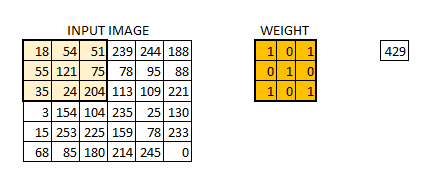 INPUT IMAGE WEIGHT
18 54 51 239 244 188 1 0 1 429
55 121 75 78 95 88 0 1 0
35 24 204 113 109 221 1 0 1
3 154 104 235 25 130
15 253 225 159 78 233
68 85 180 214 245 0